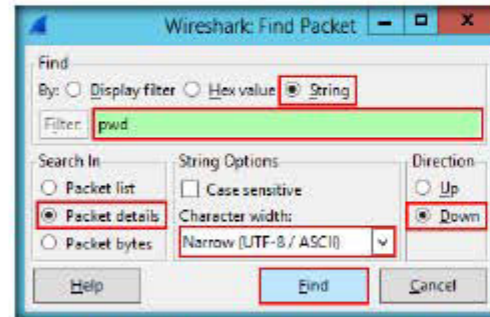 Wireshark: Find Packet
Find
By: Display filter Hex value String
Filter: pwd
Search In
Packet list
Packet details
Packet bytes
String Options
Case sensitive
Character width:
Narrow (UTF-8 / ASCII)
Direction
Up
Down
Help Find Cancel